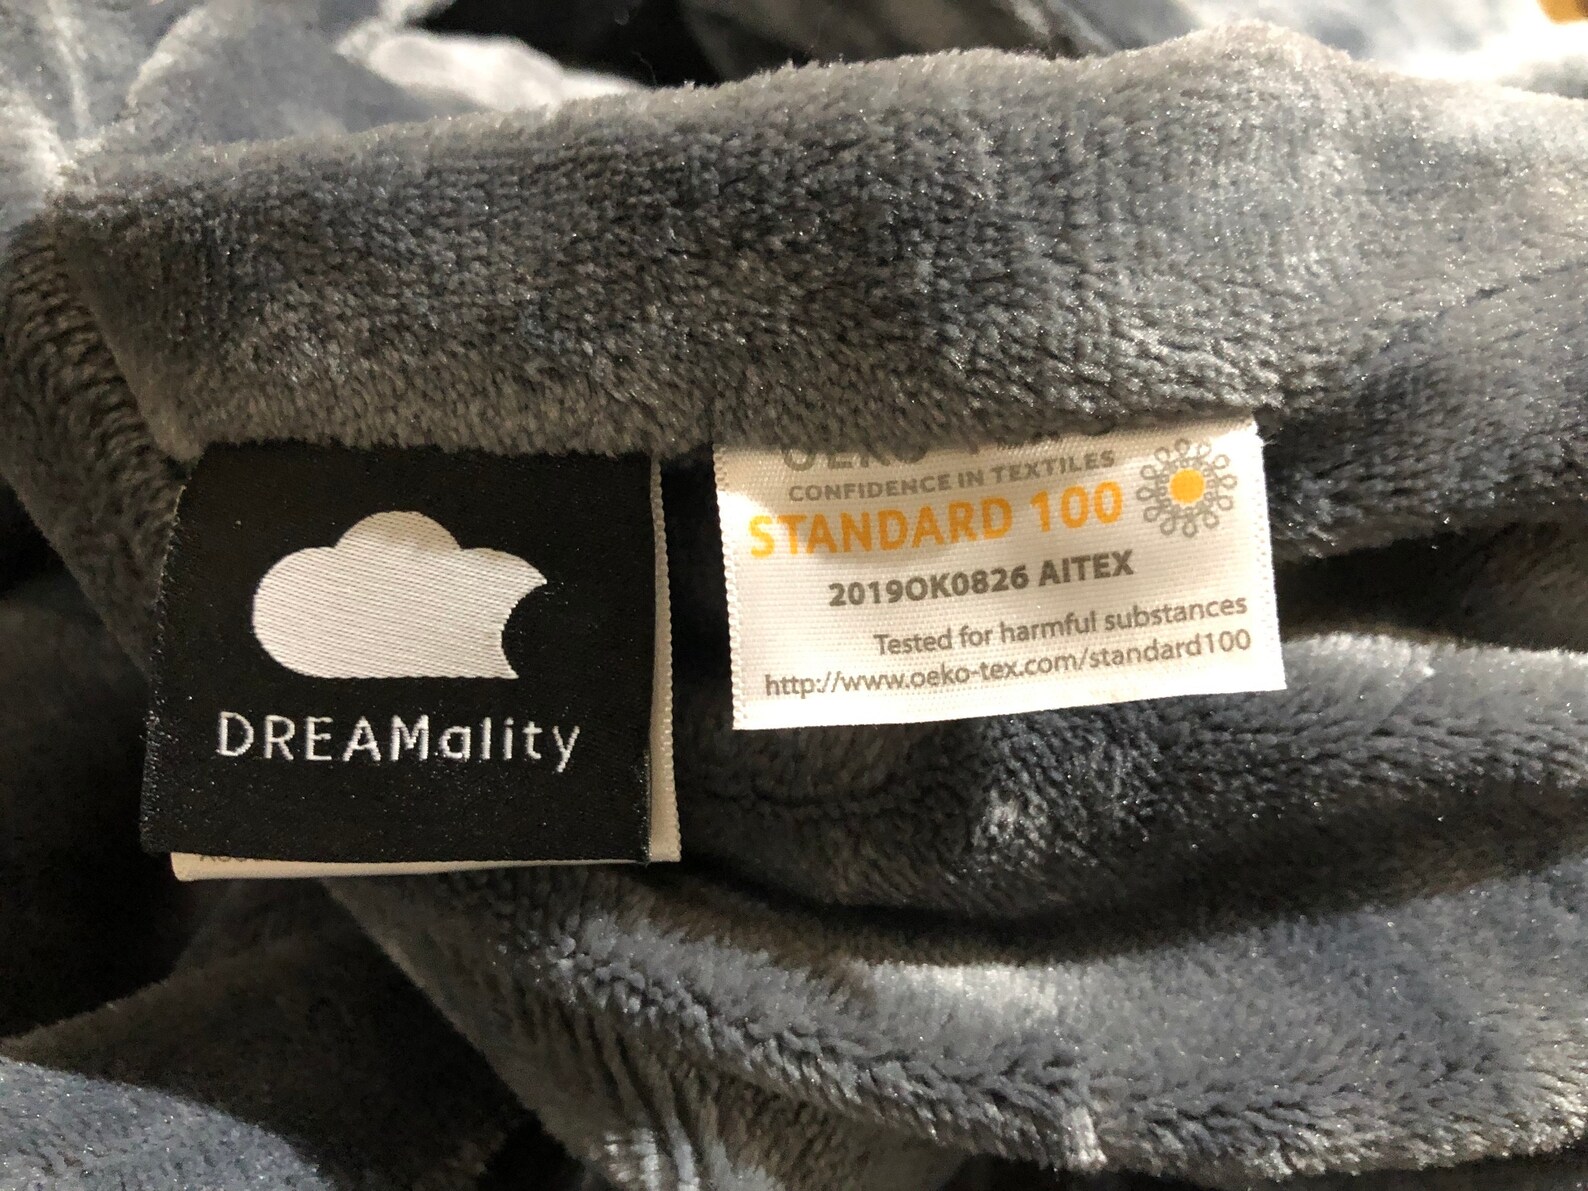 DREAMality
CONFIDENCE IN TEXTILES
STANDARD 100
2019OK0826 AITEX
Tested for harmful substances
http://www.oeko-tex.com/standard100